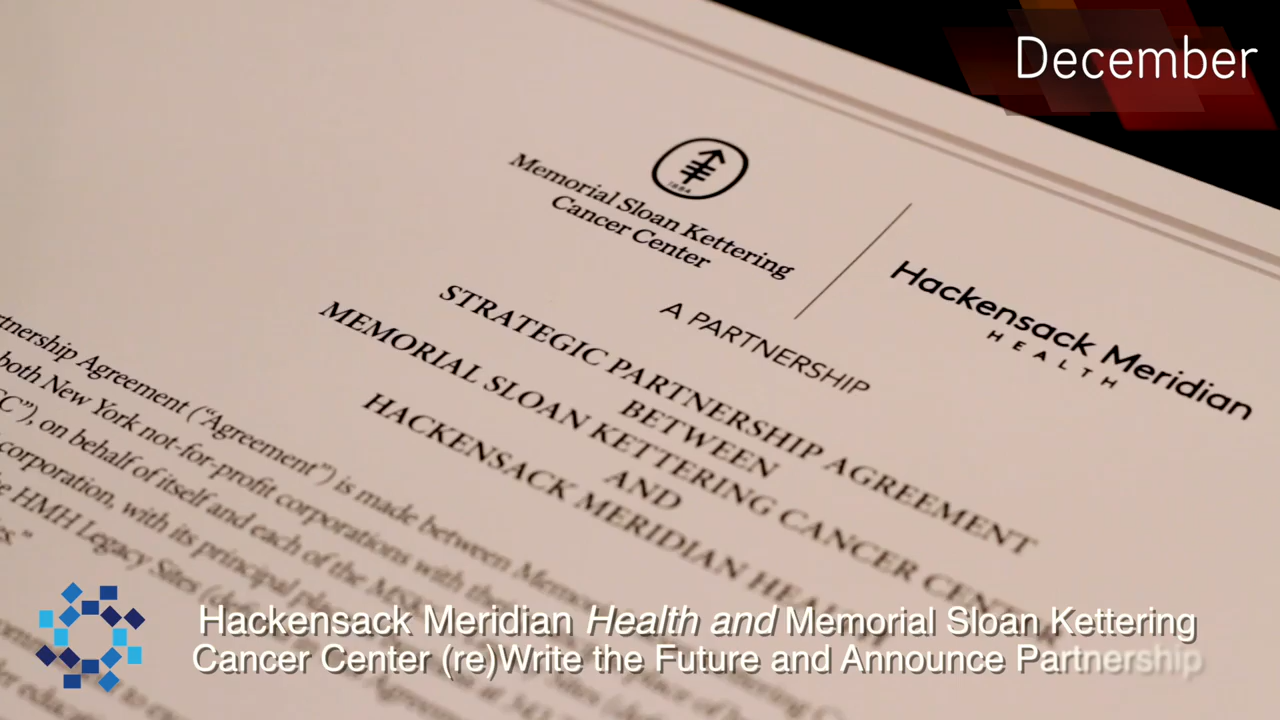 December
1884
Memorial Sloan Kettering
Cancer Center
Hackensack Meridian
HEALTH
A PARTNERSHIP
STRATEGIC PARTNERSHIP AGREEMENT
BETWEEN
MEMORIAL SLOAN KETTERING CANCER
AND
HACKENSACK MERIDIAN
Agreement ("Agreement") is made between
both New York not-for-profit corporations with
on behalf of itself and each of the
corporation, with its principal
HMH Legacy Sites
Hackensack Meridian Health and Memorial Sloan Kettering
Cancer Center (re)Write the Future and Announce Partnership